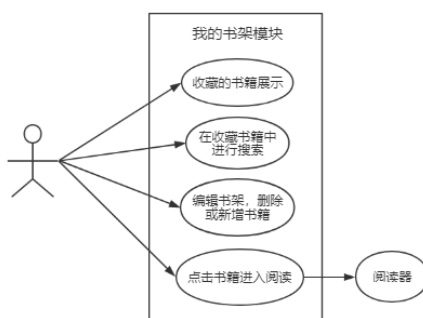 我的书架模块
收藏的书籍展示
在收藏书籍中
进行搜索
编辑书架，删除
或新增书籍
点击书籍进入阅读
阅读器